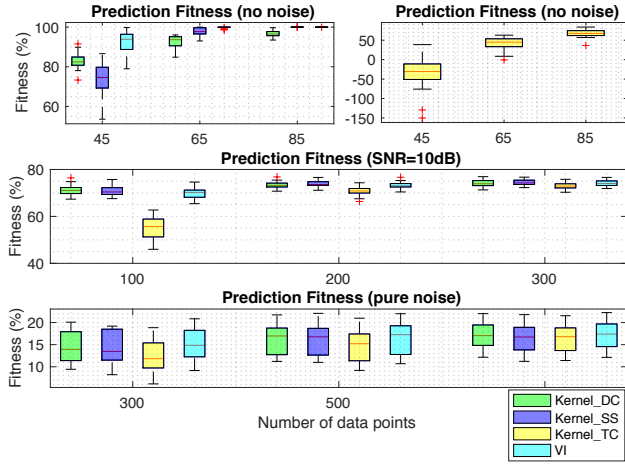 Prediction Fitness (no noise)
Fitness (%)
100
80
60
45
65
85
Prediction Fitness (no noise)
50
0
-50
-100
-150
45
65
85
Prediction Fitness (SNR=10dB)
Fitness (%)
80
60
40
100
200
300
Prediction Fitness (pure noise)
Fitness (%)
20
15
10
300
500
Number of data points
Kernel_DC
Kernel_SS
Kernel_TC
VI